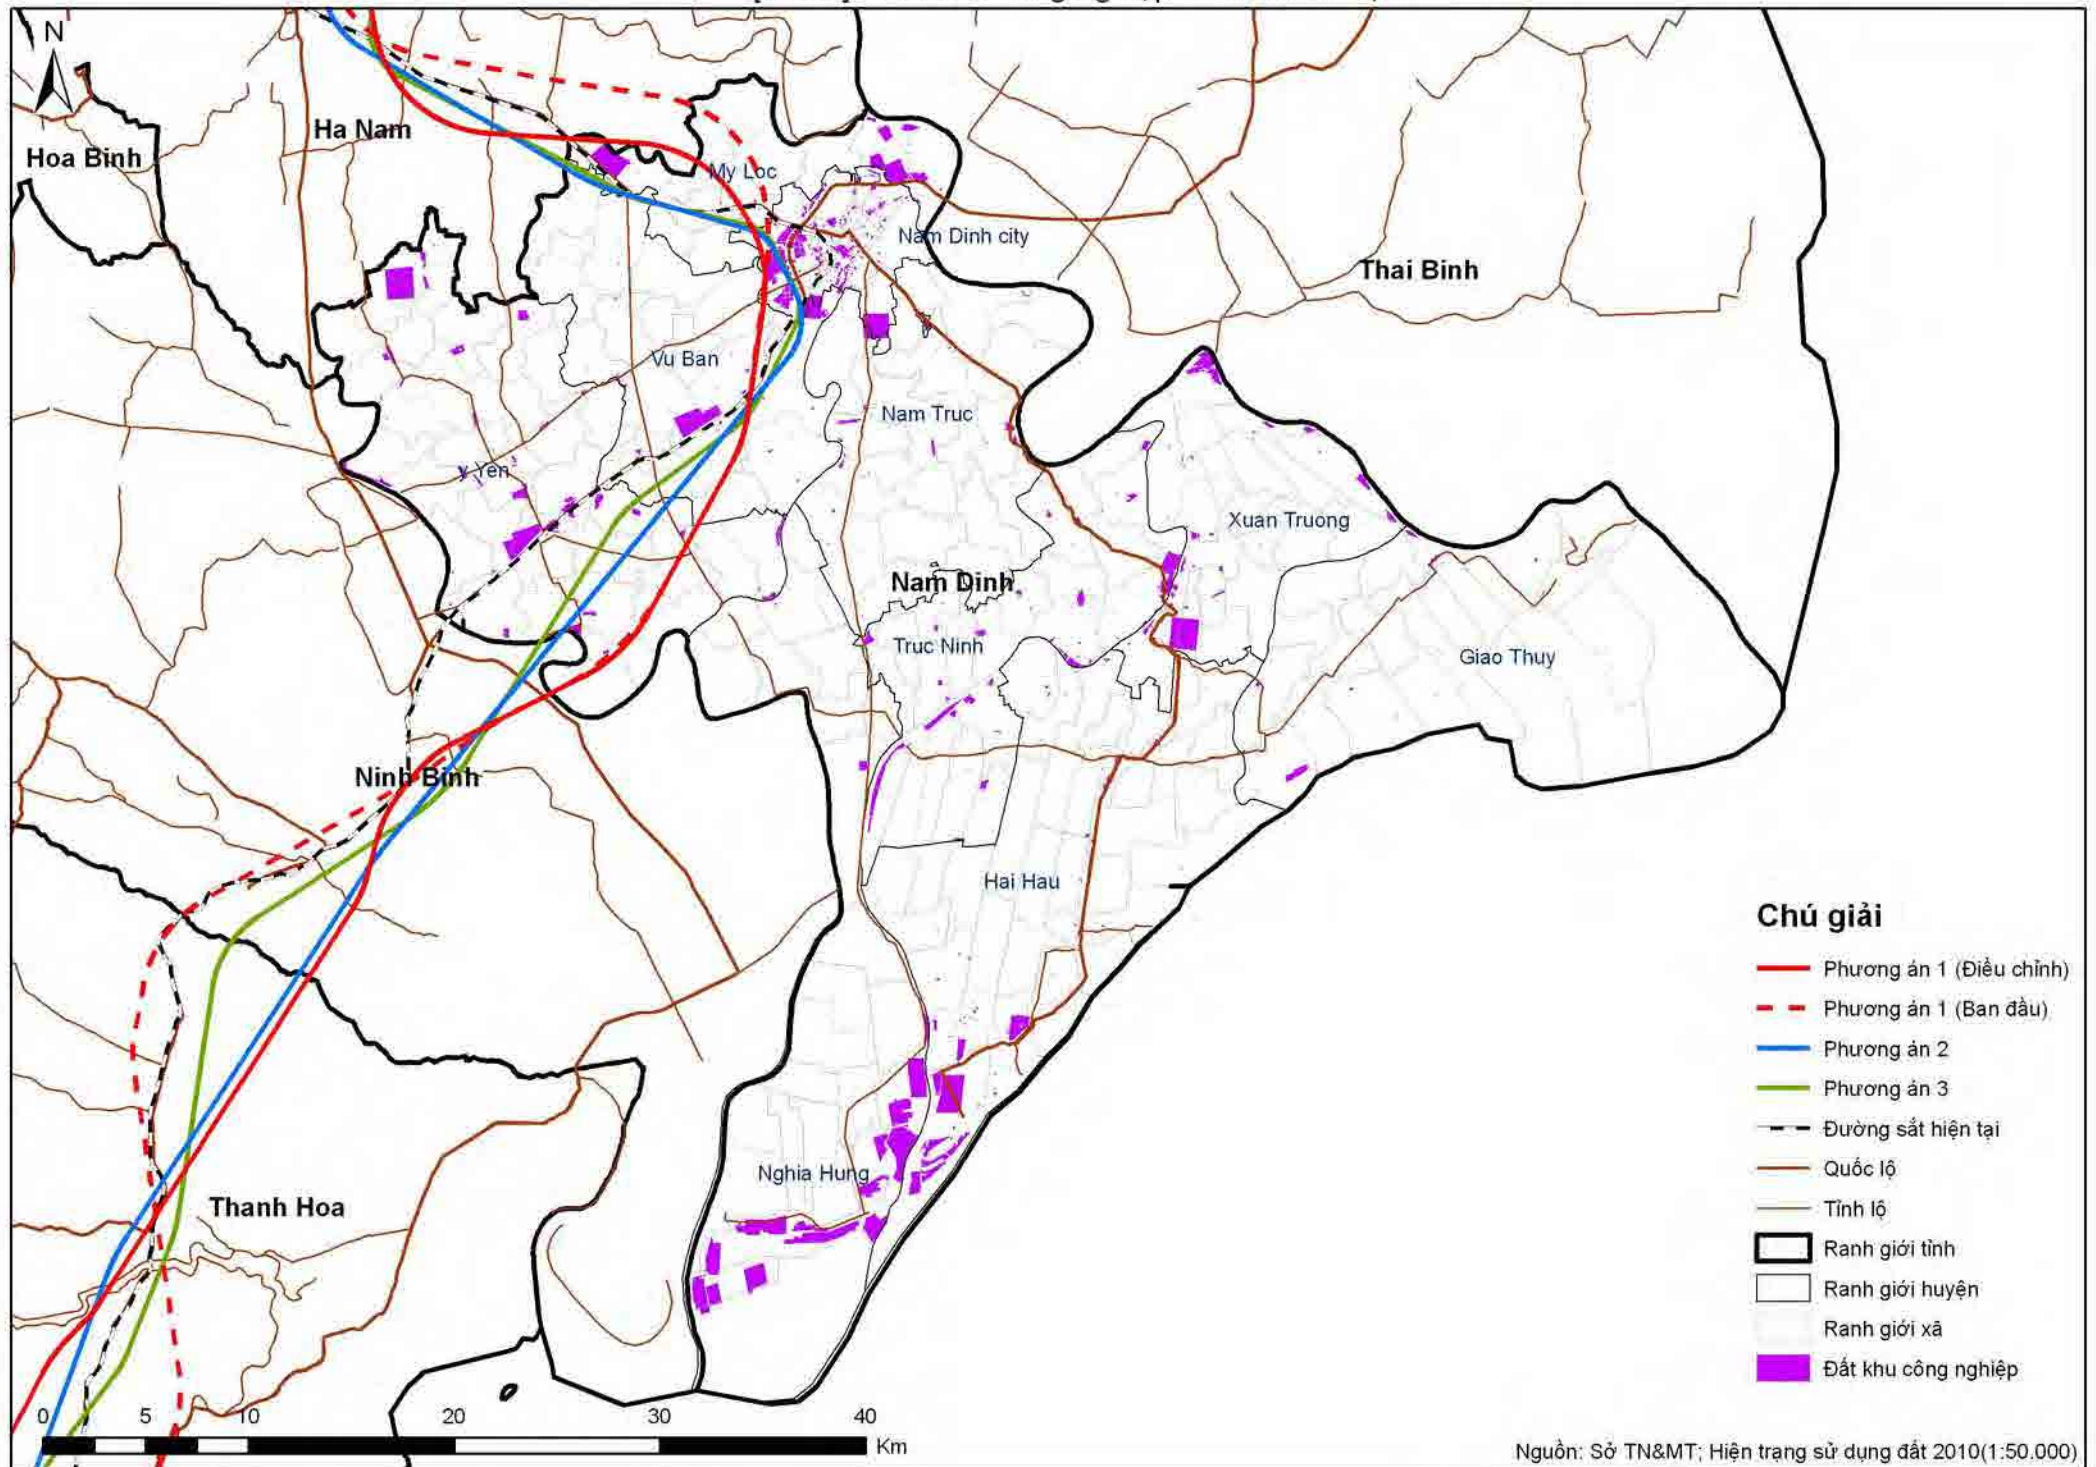 N
Ha Nam
Hoa Binh
My Loc
Nam Dinh city
Thai Binh
Vu Ban
Nam Truc
Y Yen
Xuan Truong
Nam Dinh
Truc Ninh
Giao Thuy
Ninh Binh
Hai Hau
Nghia Hung
Thanh Hoa
Chú giải
Phương án 1 (Điều chỉnh)
Phương án 1 (Ban đầu)
Phương án 2
Phương án 3
Đường sắt hiện tại
Quốc lộ
Tỉnh lộ
Ranh giới tỉnh
Ranh giới huyện
Ranh giới xã
Đất khu công nghiệp
0 5 10 20 30 40
Km
Nguồn: Sở TN&MT; Hiện trạng sử dụng đất 2010(1:50.000)